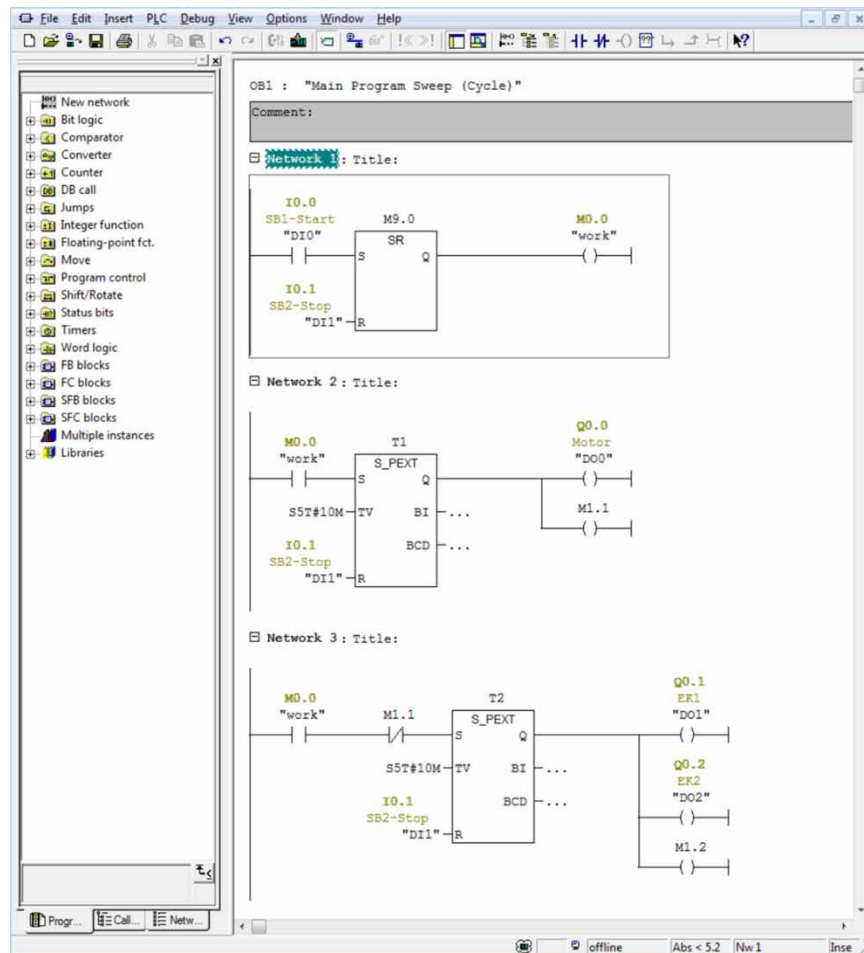 File Edit Insert PLC Debug View Options Window Help
New network
Bit logic
Comparator
Converter
Counter
DB call
Jumps
Integer function
Floating-point fct.
Move
Program control
Shift/Rotate
Status bits
Timers
Word logic
FB blocks
FC blocks
SFB blocks
SFC blocks
Multiple instances
Libraries
Progr... Call... Netw...
OB1 : "Main Program Sweep (Cycle)"
Comment:
Network 1: Title:
I0.0
SB1-Start M9.0 M0.0
"DI0" SR "work"
S Q
I0.1
SB2-Stop
"DI1" R
Network 2: Title:
Q0.0
M0.0 T1 Motor
"work" S_PEXT "DO0"
S Q
M1.1
S5T#10M TV BI ...
I0.1 BCD ...
SB2-Stop
"DI1" R
Network 3: Title:
Q0.1
M0.0 T2 EK1
"work" M1.1 S_PEXT "DO1"
S Q
Q0.2
S5T#10M TV BI ...
EK2
I0.1 BCD ... "DO2"
SB2-Stop
"DI1" R
M1.2
offline Abs < 5.2 Nw 1 Inse